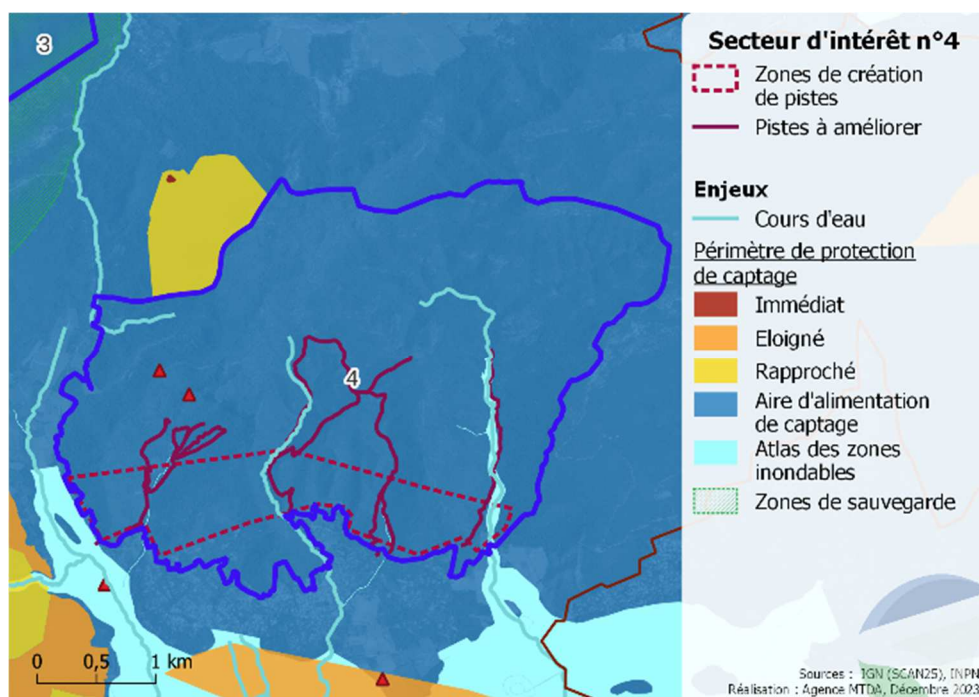 3
4
0 0,5 1 km
Secteur d'intérêt n°4
Zones de création
de pistes
Pistes à améliorer
Enjeux
Cours d'eau
Périmètre de protection
de captage
Immédiat
Eloigné
Rapproché
Aire d'alimentation
de captage
Atlas des zones
inondables
Zones de sauvegarde
Sources : IGN (SCAN25), INPN
Réalisation : Agence MTDA, Décembre